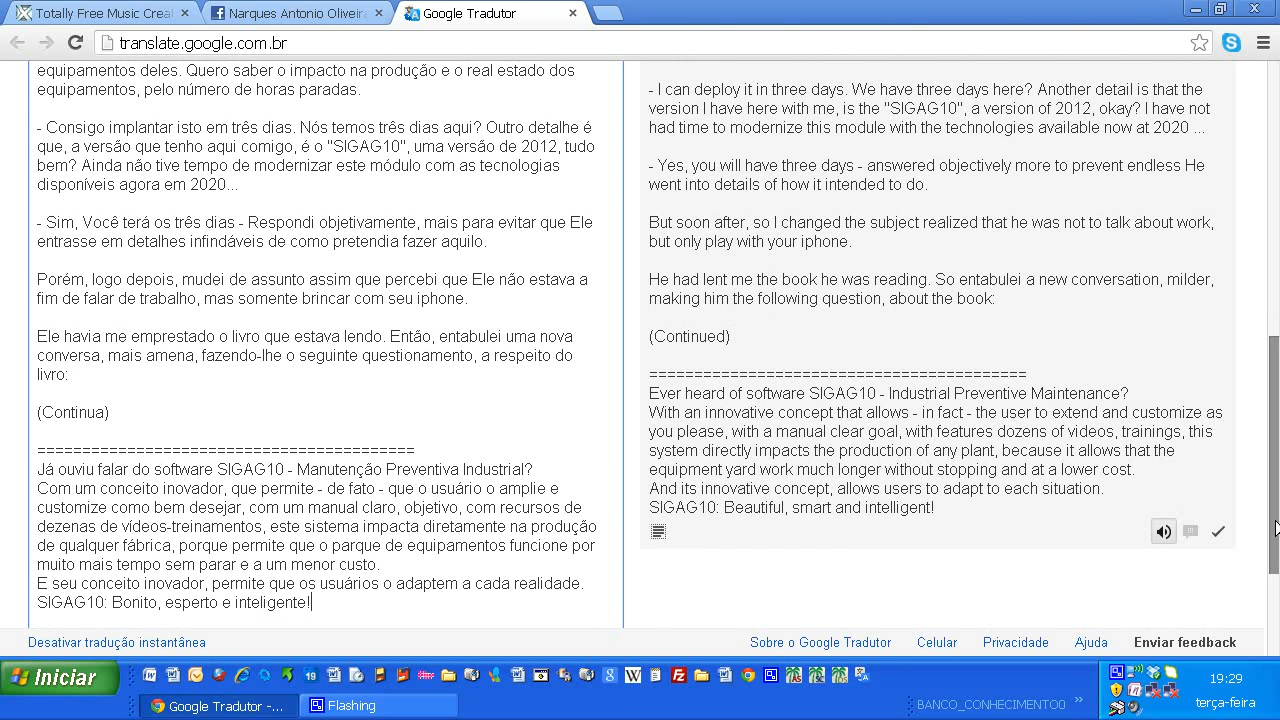 Totally Free Music Creat
Narques Antonio Oliveira
Google Tradutor
translate.google.com.br
equipamentos deles. Quero saber o impacto na produção e o real estado dos
equipamentos, pelo número de horas paradas.
- Consigo implantar isto em três dias. Nós temos três dias aqui? Outro detalhe é
que, a versão que tenho aqui comigo, é o "SIGAG10", uma versão de 2012, tudo
bem? Ainda não tive tempo de modernizar este módulo com as tecnologias
disponíveis agora em 2020...
- Sim, Você terá os três dias - Respondi objetivamente, mais para evitar que Ele
entrasse em detalhes infindáveis de como pretendia fazer aquilo.
Porém, logo depois, mudei de assunto assim que percebi que Ele não estava a
fim de falar de trabalho, mas somente brincar com seu iphone.
Ele havia me emprestado o livro que estava lendo. Então, entabulei uma nova
conversa, mais amena, fazendo-lhe o seguinte questionamento, a respeito do
livro:
(Continua)
==========================================
Já ouviu falar do software SIGAG10 - Manutenção Preventiva Industrial?
Com um conceito inovador, que permite - de fato - que o usuário o amplie e
customize como bem desejar, com um manual claro, objetivo, com recursos de
dezenas de vídeos-treinamentos, este sistema impacta diretamente na produção
de qualquer fábrica, porque permite que o parque de equipamentos funcione por
muito mais tempo sem parar e a um menor custo.
E seu conceito inovador, permite que os usuários o adaptem a cada realidade.
SIGAG10: Bonito, esperto e inteligente!
- I can deploy it in three days. We have three days here? Another detail is that the
version I have here with me, is the "SIGAG10", a version of 2012, okay? I have not
had time to modernize this module with the technologies available now at 2020 ...
- Yes, you will have three days - answered objectively more to prevent endless He
went into details of how it intended to do.
But soon after, so I changed the subject realized that he was not to talk about work,
but only play with your iphone.
He had lent me the book he was reading. So entabulei a new conversation, milder,
making him the following question, about the book:
(Continued)
==========================================
Ever heard of software SIGAG10 - Industrial Preventive Maintenance?
With an innovative concept that allows - in fact - the user to extend and customize as
you please, with a manual clear goal, with features dozens of videos, trainings, this
system directly impacts the production of any plant, because it allows that the
equipment yard work much longer without stopping and at a lower cost.
And its innovative concept, allows users to adapt to each situation.
SIGAG10: Beautiful, smart and intelligent!
Desativar tradução instantânea
Sobre o Google Tradutor
Celular
Privacidade
Ajuda
Enviar feedback
Iniciar
19:29
Google Tradutor -...
Flashing
BANCO_CONHECIMENTO0
terça-feira